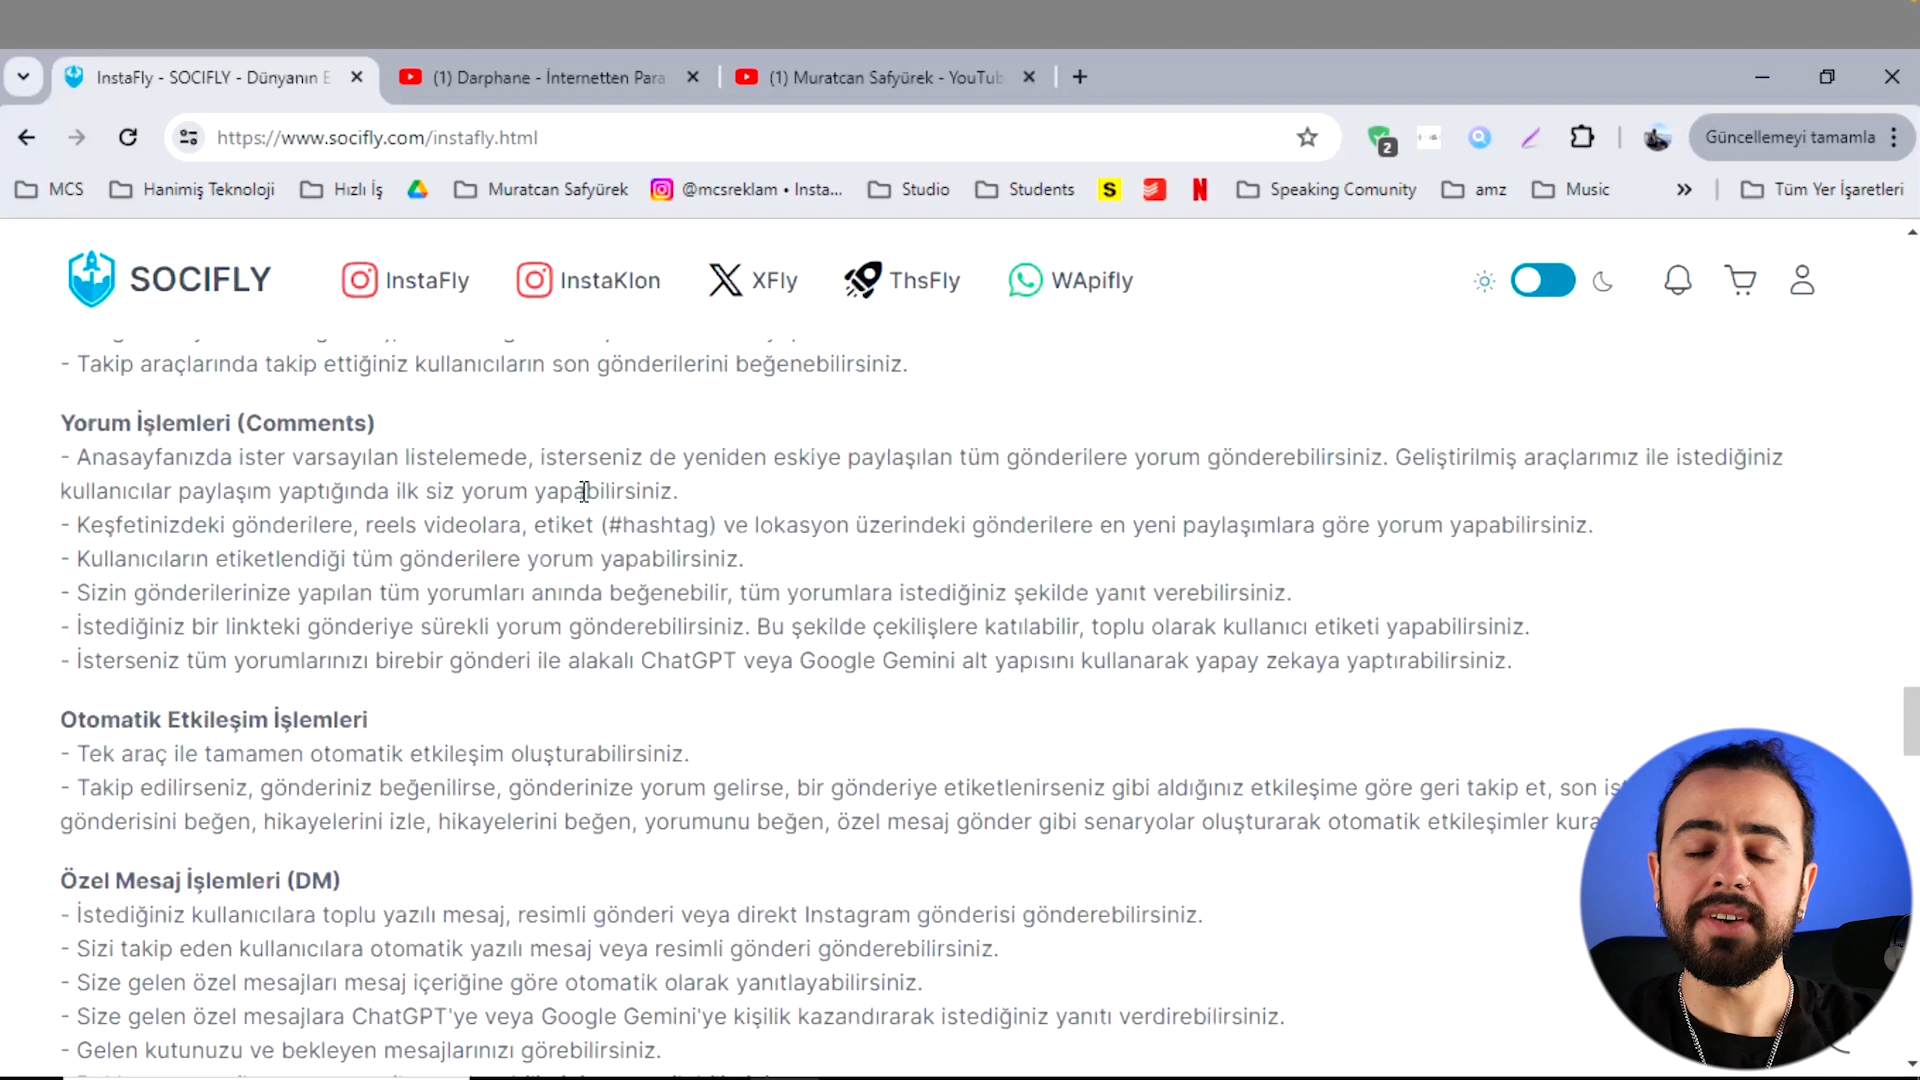 InstaFly - SOCIFLY - Dünyanın E
(1) Darphane - İnternetten Para
(1) Muratcan Safyürek - YouTub
https://www.socifly.com/instafly.html
2
Güncellemeyi tamamla
MCS
Hanimiş Teknoloji
Hızlı İş
Muratcan Safyürek
@mcsreklam • Insta...
Studio
Students
S
N
Speaking Comunity
amz
Music
Tüm Yer İşaretleri
SOCIFLY
InstaFly
InstaKlon
XFly
ThsFly
WApifly
- Takip araçlarında takip ettiğiniz kullanıcıların son gönderilerini beğenebilirsiniz.
Yorum İşlemleri (Comments)
- Anasayfanızda ister varsayılan listelemede, isterseniz de yeniden eskiye paylaşılan tüm gönderilere yorum gönderebilirsiniz. Geliştirilmiş araçlarımız ile istediğiniz
kullanıcılar paylaşım yaptığında ilk siz yorum yapabilirsiniz.
- Keşfetinizdeki gönderilere, reels videolara, etiket (#hashtag) ve lokasyon üzerindeki gönderilere en yeni paylaşımlara göre yorum yapabilirsiniz.
- Kullanıcıların etiketlendiği tüm gönderilere yorum yapabilirsiniz.
- Sizin gönderilerinize yapılan tüm yorumları anında beğenebilir, tüm yorumlara istediğiniz şekilde yanıt verebilirsiniz.
- İstediğiniz bir linkteki gönderiye sürekli yorum gönderebilirsiniz. Bu şekilde çekilişlere katılabilir, toplu olarak kullanıcı etiketi yapabilirsiniz.
- İsterseniz tüm yorumlarınızı birebir gönderi ile alakalı ChatGPT veya Google Gemini alt yapısını kullanarak yapay zekaya yaptırabilirsiniz.
Otomatik Etkileşim İşlemleri
- Tek araç ile tamamen otomatik etkileşim oluşturabilirsiniz.
- Takip edilirseniz, gönderiniz beğenilirse, gönderinize yorum gelirse, bir gönderiye etiketlenirseniz gibi aldığınız etkileşime göre geri takip et, son
gönderisini beğen, hikayelerini izle, hikayelerini beğen, yorumunu beğen, özel mesaj gönder gibi senaryolar oluşturarak otomatik etkileşimler
Özel Mesaj İşlemleri (DM)
- İstediğiniz kullanıcılara toplu yazılı mesaj, resimli gönderi veya direkt Instagram gönderisi gönderebilirsiniz.
- Sizi takip eden kullanıcılara otomatik yazılı mesaj veya resimli gönderi gönderebilirsiniz.
- Size gelen özel mesajları mesaj içeriğine göre otomatik olarak yanıtlayabilirsiniz.
- Size gelen özel mesajlara ChatGPT'ye veya Google Gemini'ye kişilik kazandırarak istediğiniz yanıtı verdirebilirsiniz.
- Gelen kutunuzu ve bekleyen mesajlarınızı görebilirsiniz.